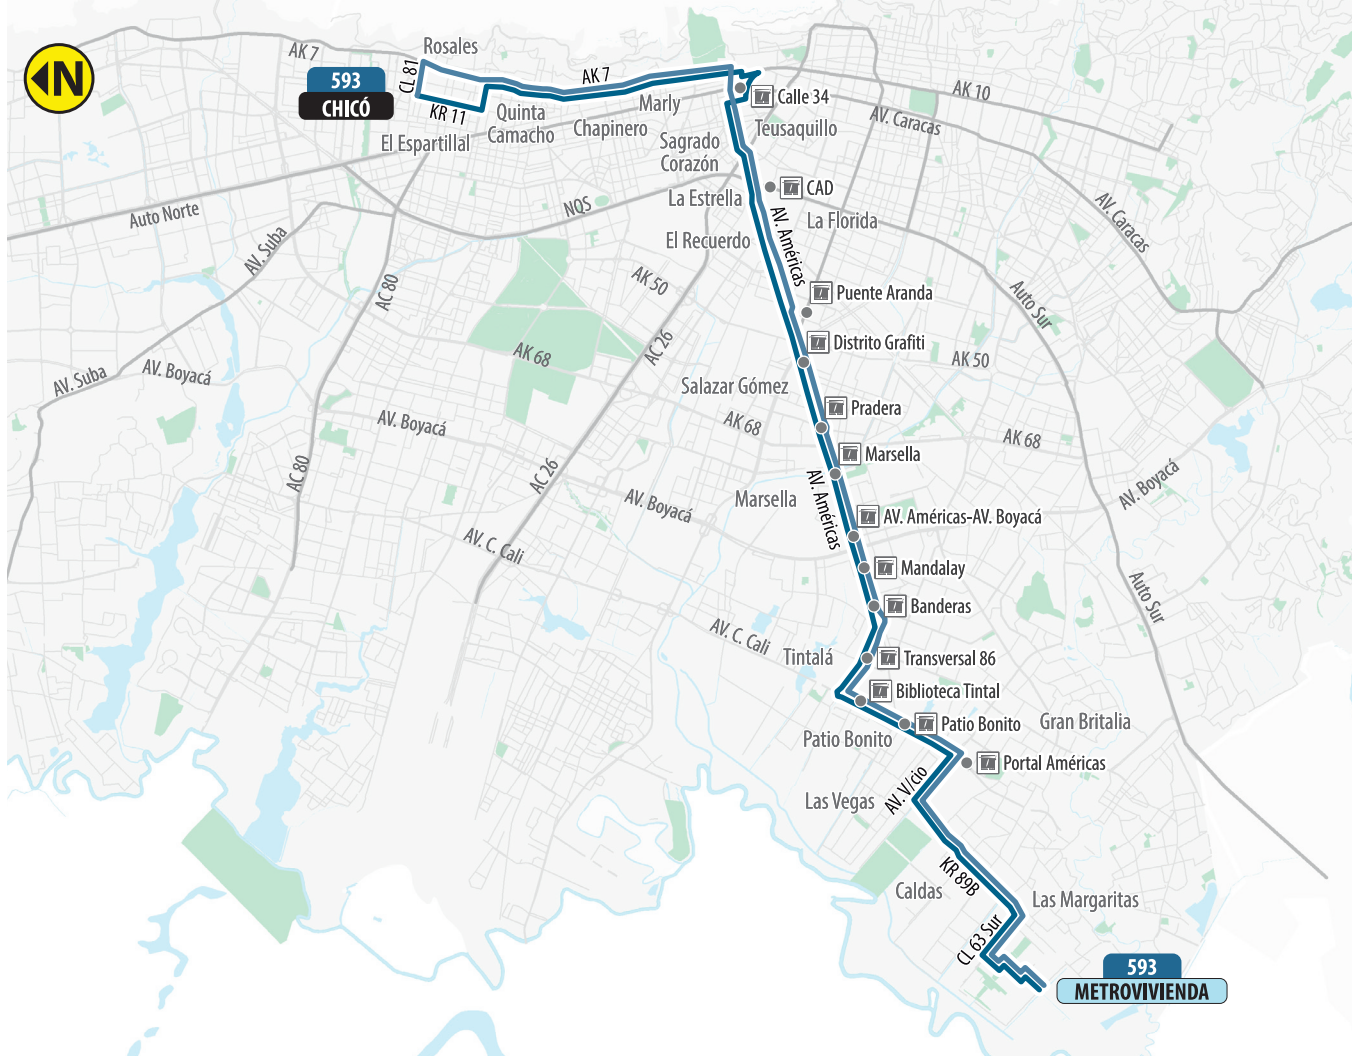 N
AK 7
593
CHICÓ
CL 81
Rosales
KR 11
El Espartillal
Quinta
Camacho
AK 7
Chapinero
Marly
Sagrado
Corazón
Calle 34
Teusaquillo
AK 10
AV. Caracas
AV. Caracas
CAD
La Estrella
La Florida
El Recuerdo
AV. Américas
NQS
Auto Norte
AV. Suba
AC 80
AK 50
Puente Aranda
Auto Sur
Distrito Grafiti
AK 50
AC 26
AK 68
AV. Suba
AV. Boyacá
Salazar Gómez
Pradera
AV. Boyacá
AK 68
AK 68
Marsella
AC 80
AC 26
AV. Boyacá
Marsella
AV. Américas
AV. Boyacá
AV. Américas-AV. Boyacá
AV. C. Cali
Mandalay
Banderas
Auto Sur
AV. C. Cali
Tintalá
Transversal 86
Biblioteca Tintal
Patio Bonito
Gran Britalia
Patio Bonito
Portal Américas
AV. V/cio
Las Vegas
KR 89B
Caldas
Las Margaritas
CL 63 Sur
593
METROVIVIENDA